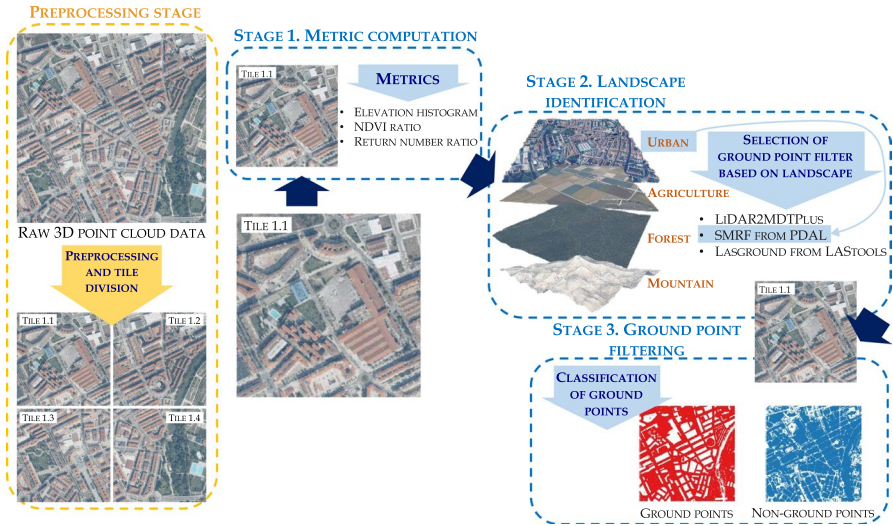 PREPROCESSING STAGE
RAW 3D POINT CLOUD DATA
PREPROCESSING
AND TILE
DIVISION
TILE 1.1
TILE 1.2
TILE 1.3
TILE 1.4
STAGE 1. METRIC COMPUTATION
TILE 1.1
METRICS
• ELEVATION HISTOGRAM
• NDVI RATIO
• RETURN NUMBER RATIO
TILE 1.1
STAGE 2. LANDSCAPE
IDENTIFICATION
URBAN
AGRICULTURE
FOREST
MOUNTAIN
SELECTION OF
GROUND POINT FILTER
BASED ON LANDSCAPE
• LIDAR2MDTPLUS
• SMRF FROM PDAL
• LASGROUND FROM LASTOOLS
TILE 1.1
STAGE 3. GROUND POINT
FILTERING
CLASSIFICATION
OF GROUND
POINTS
GROUND POINTS
NON-GROUND POINTS